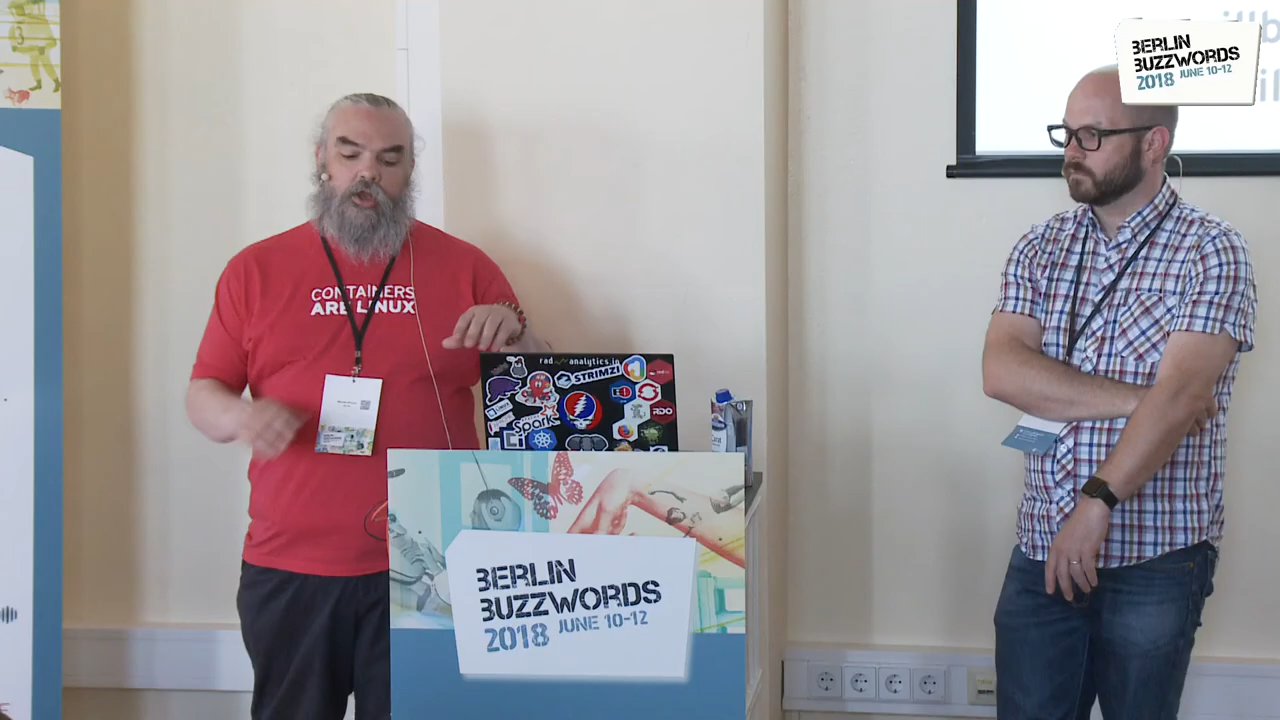 BERLIN
BUZZWORDS
2018 JUNE 10-12
CONTAINERS
ARE LINUX
radanalytics.io
STRIMZI
RDO
Spark
BERLIN
BUZZWORDS
2018 JUNE 10-12